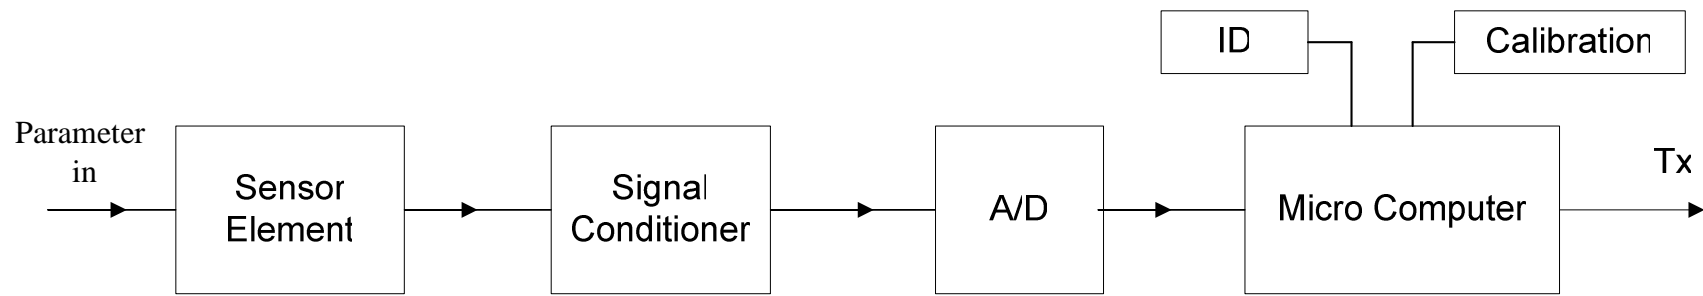 ID
Calibration
Parameter
in
Sensor
Element
Signal
Conditioner
A/D
Micro Computer
Tx